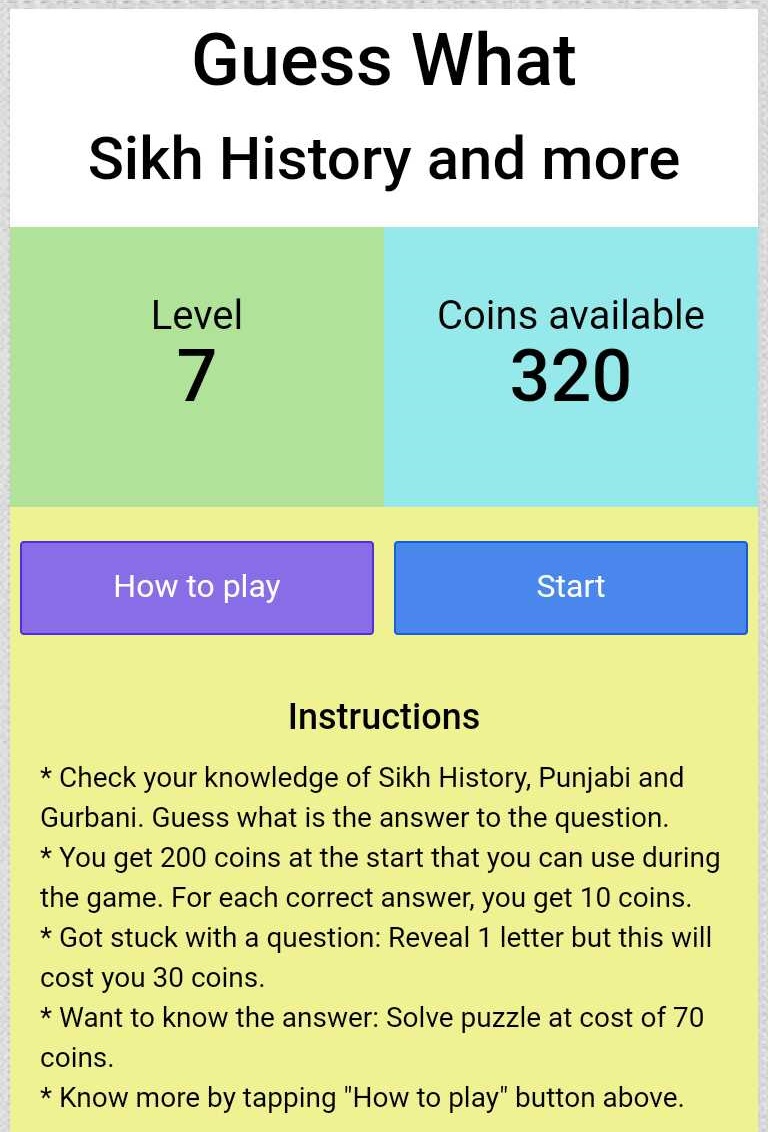 Guess What
Sikh History and more
Level
7
Coins available
320
How to play
Start
Instructions
* Check your knowledge of Sikh History, Punjabi and
Gurbani. Guess what is the answer to the question.
* You get 200 coins at the start that you can use during
the game. For each correct answer, you get 10 coins.
* Got stuck with a question: Reveal 1 letter but this will
cost you 30 coins.
* Want to know the answer: Solve puzzle at cost of 70
coins.
* Know more by tapping "How to play" button above.